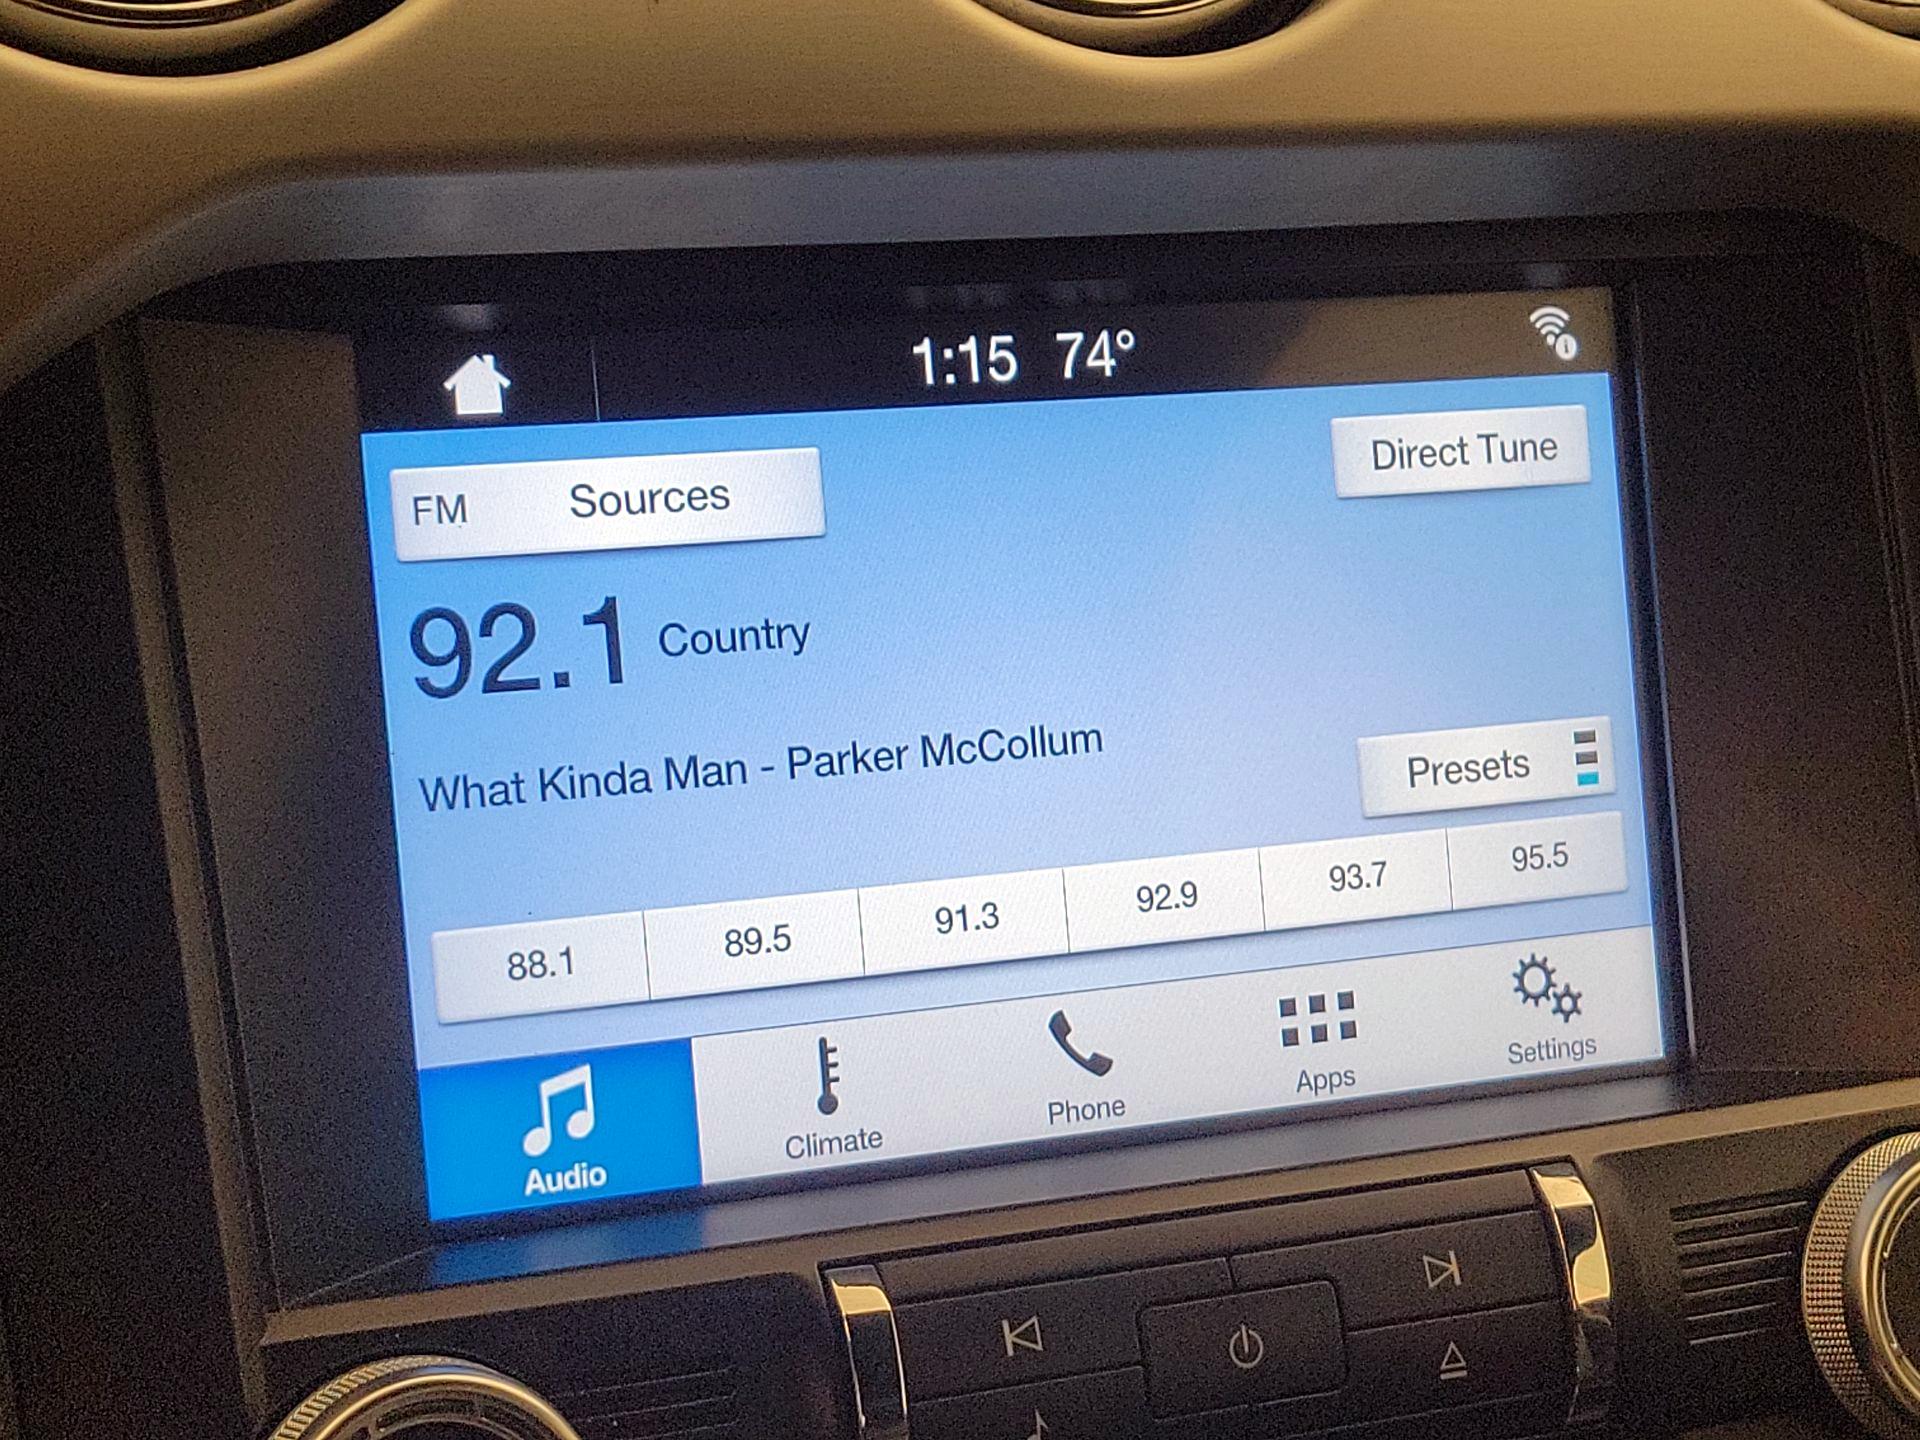 1:15 74°
Direct Tune
FM Sources
92.1 Country
What Kinda Man - Parker McCollum
Presets
88.1 89.5 91.3 92.9 93.7 95.5
Audio Climate Phone Apps Settings